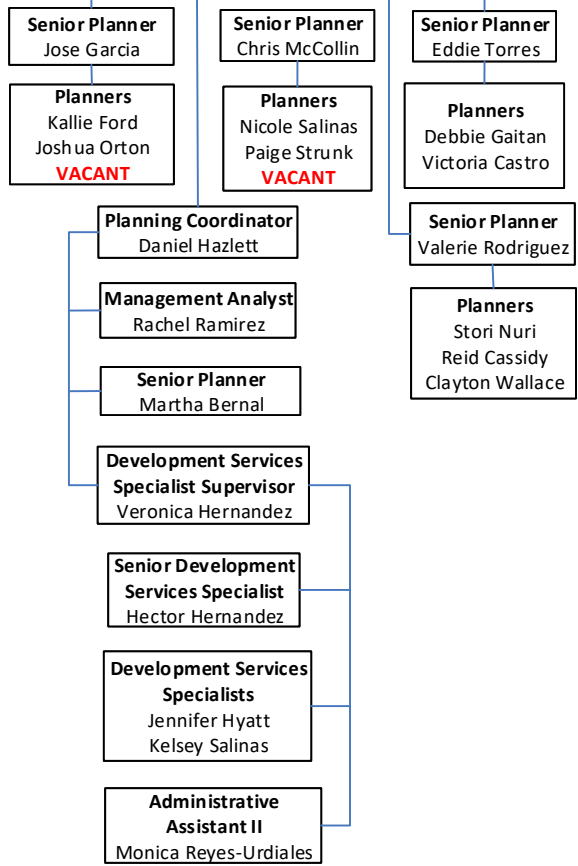 Senior Planner
Jose Garcia
Planners
Kallie Ford
Joshua Orton
VACANT
Senior Planner
Chris McCollin
Planners
Nicole Salinas
Paige Strunk
VACANT
Senior Planner
Eddie Torres
Planners
Debbie Gaitan
Victoria Castro
Senior Planner
Valerie Rodriguez
Planners
Stori Nuri
Reid Cassidy
Clayton Wallace
Planning Coordinator
Daniel Hazlett
Management Analyst
Rachel Ramirez
Senior Planner
Martha Bernal
Development Services
Specialist Supervisor
Veronica Hernandez
Senior Development
Services Specialist
Hector Hernandez
Development Services
Specialists
Jennifer Hyatt
Kelsey Salinas
Administrative
Assistant II
Monica Reyes-Urdiales